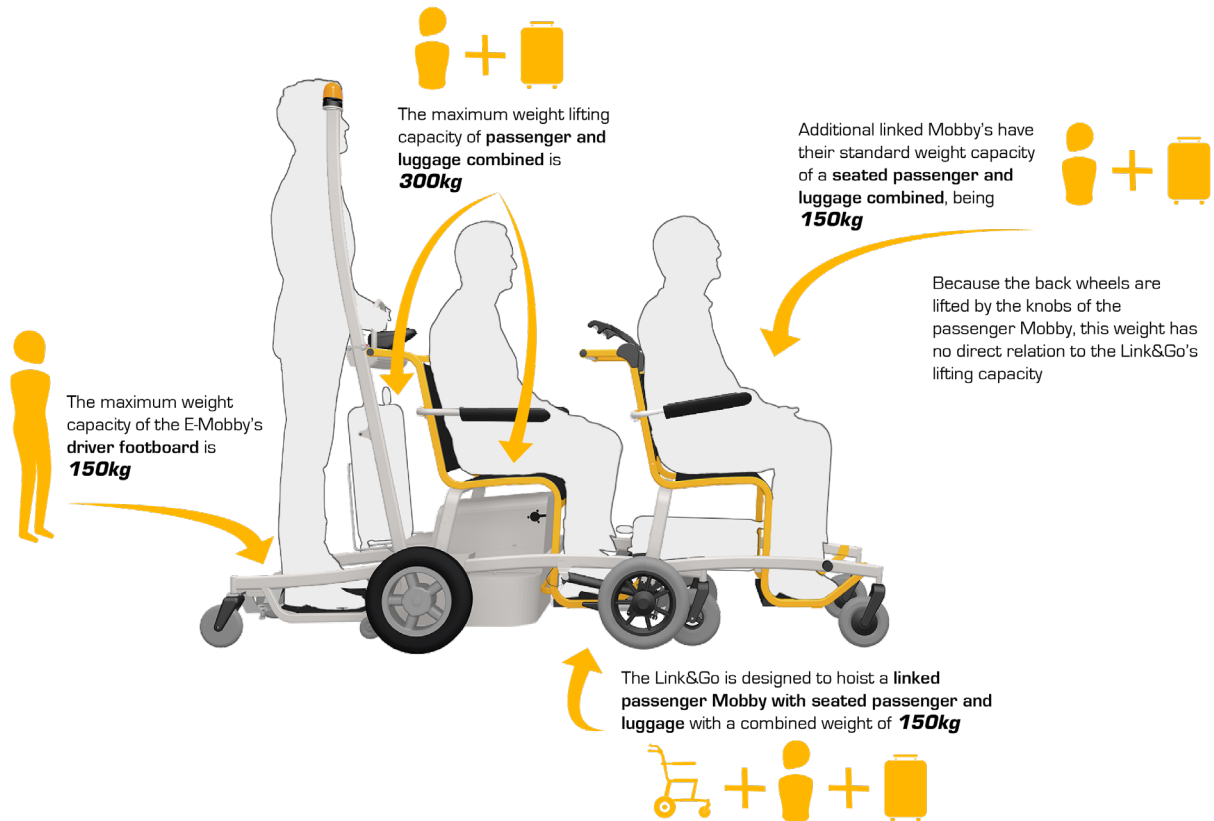 The maximum weight lifting
capacity of passenger and
luggage combined is
300kg
Additional linked Mobby's have
their standard weight capacity
of a seated passenger and
luggage combined, being
150kg
Because the back wheels are
lifted by the knobs of the
passenger Mobby, this weight has
no direct relation to the Link&Go's
lifting capacity
The maximum weight
capacity of the E-Mobby's
driver footboard is
150kg
The Link&Go is designed to hoist a linked
passenger Mobby with seated passenger and
luggage with a combined weight of 150kg